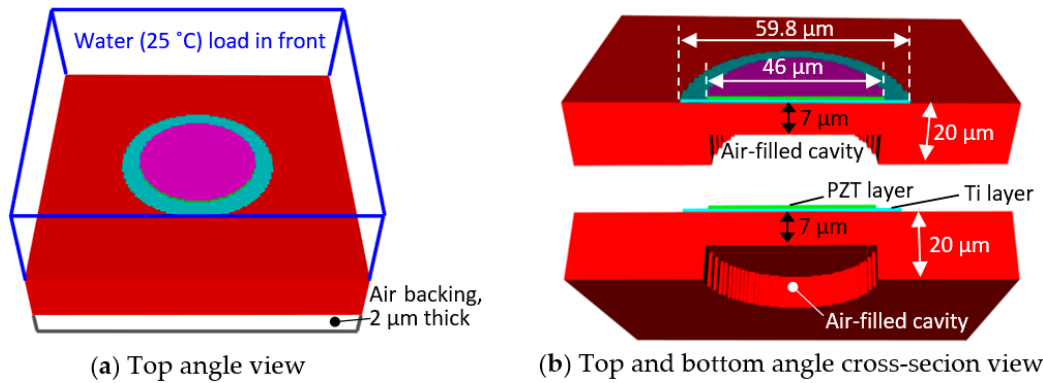 Water (25 ˚C) load in front
Air backing,
2 µm thick
(a) Top angle view
59.8 µm
46 µm
7 µm
20 µm
Air-filled cavity
PZT layer
Ti layer
7 µm
20 µm
Air-filled cavity
(b) Top and bottom angle cross-secion view